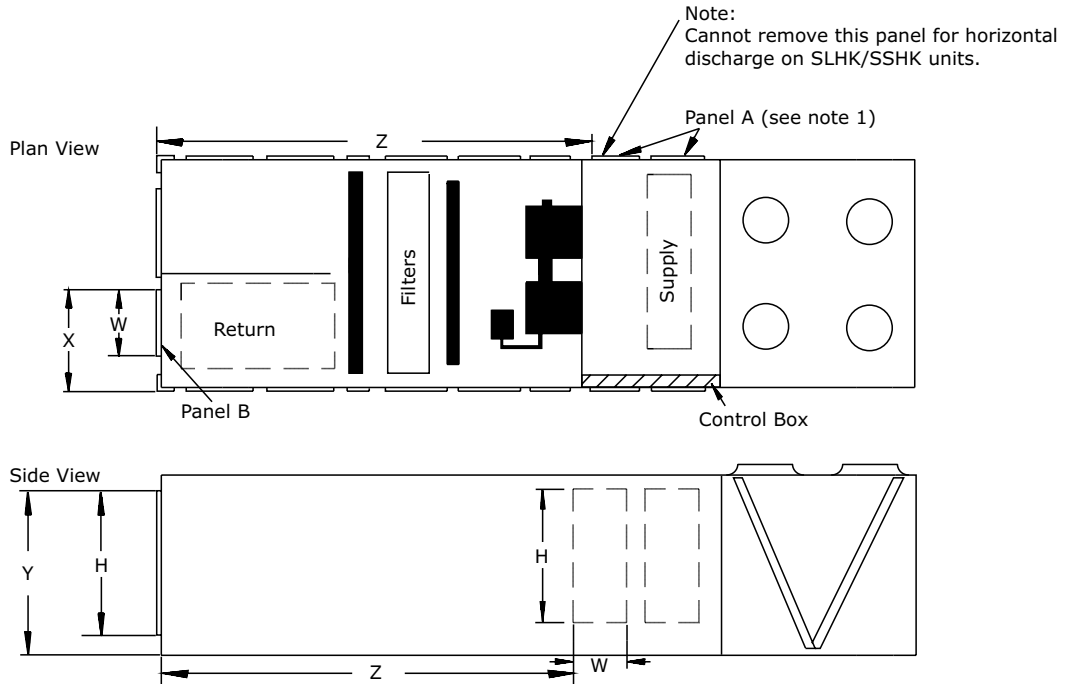 Note:
Cannot remove this panel for horizontal
discharge on SLHK/SSHK units.
Panel A (see note 1)
Plan View
Z
Filters
Supply
X
W
Return
Panel B
Control Box
Side View
Y
H
H
W
Z